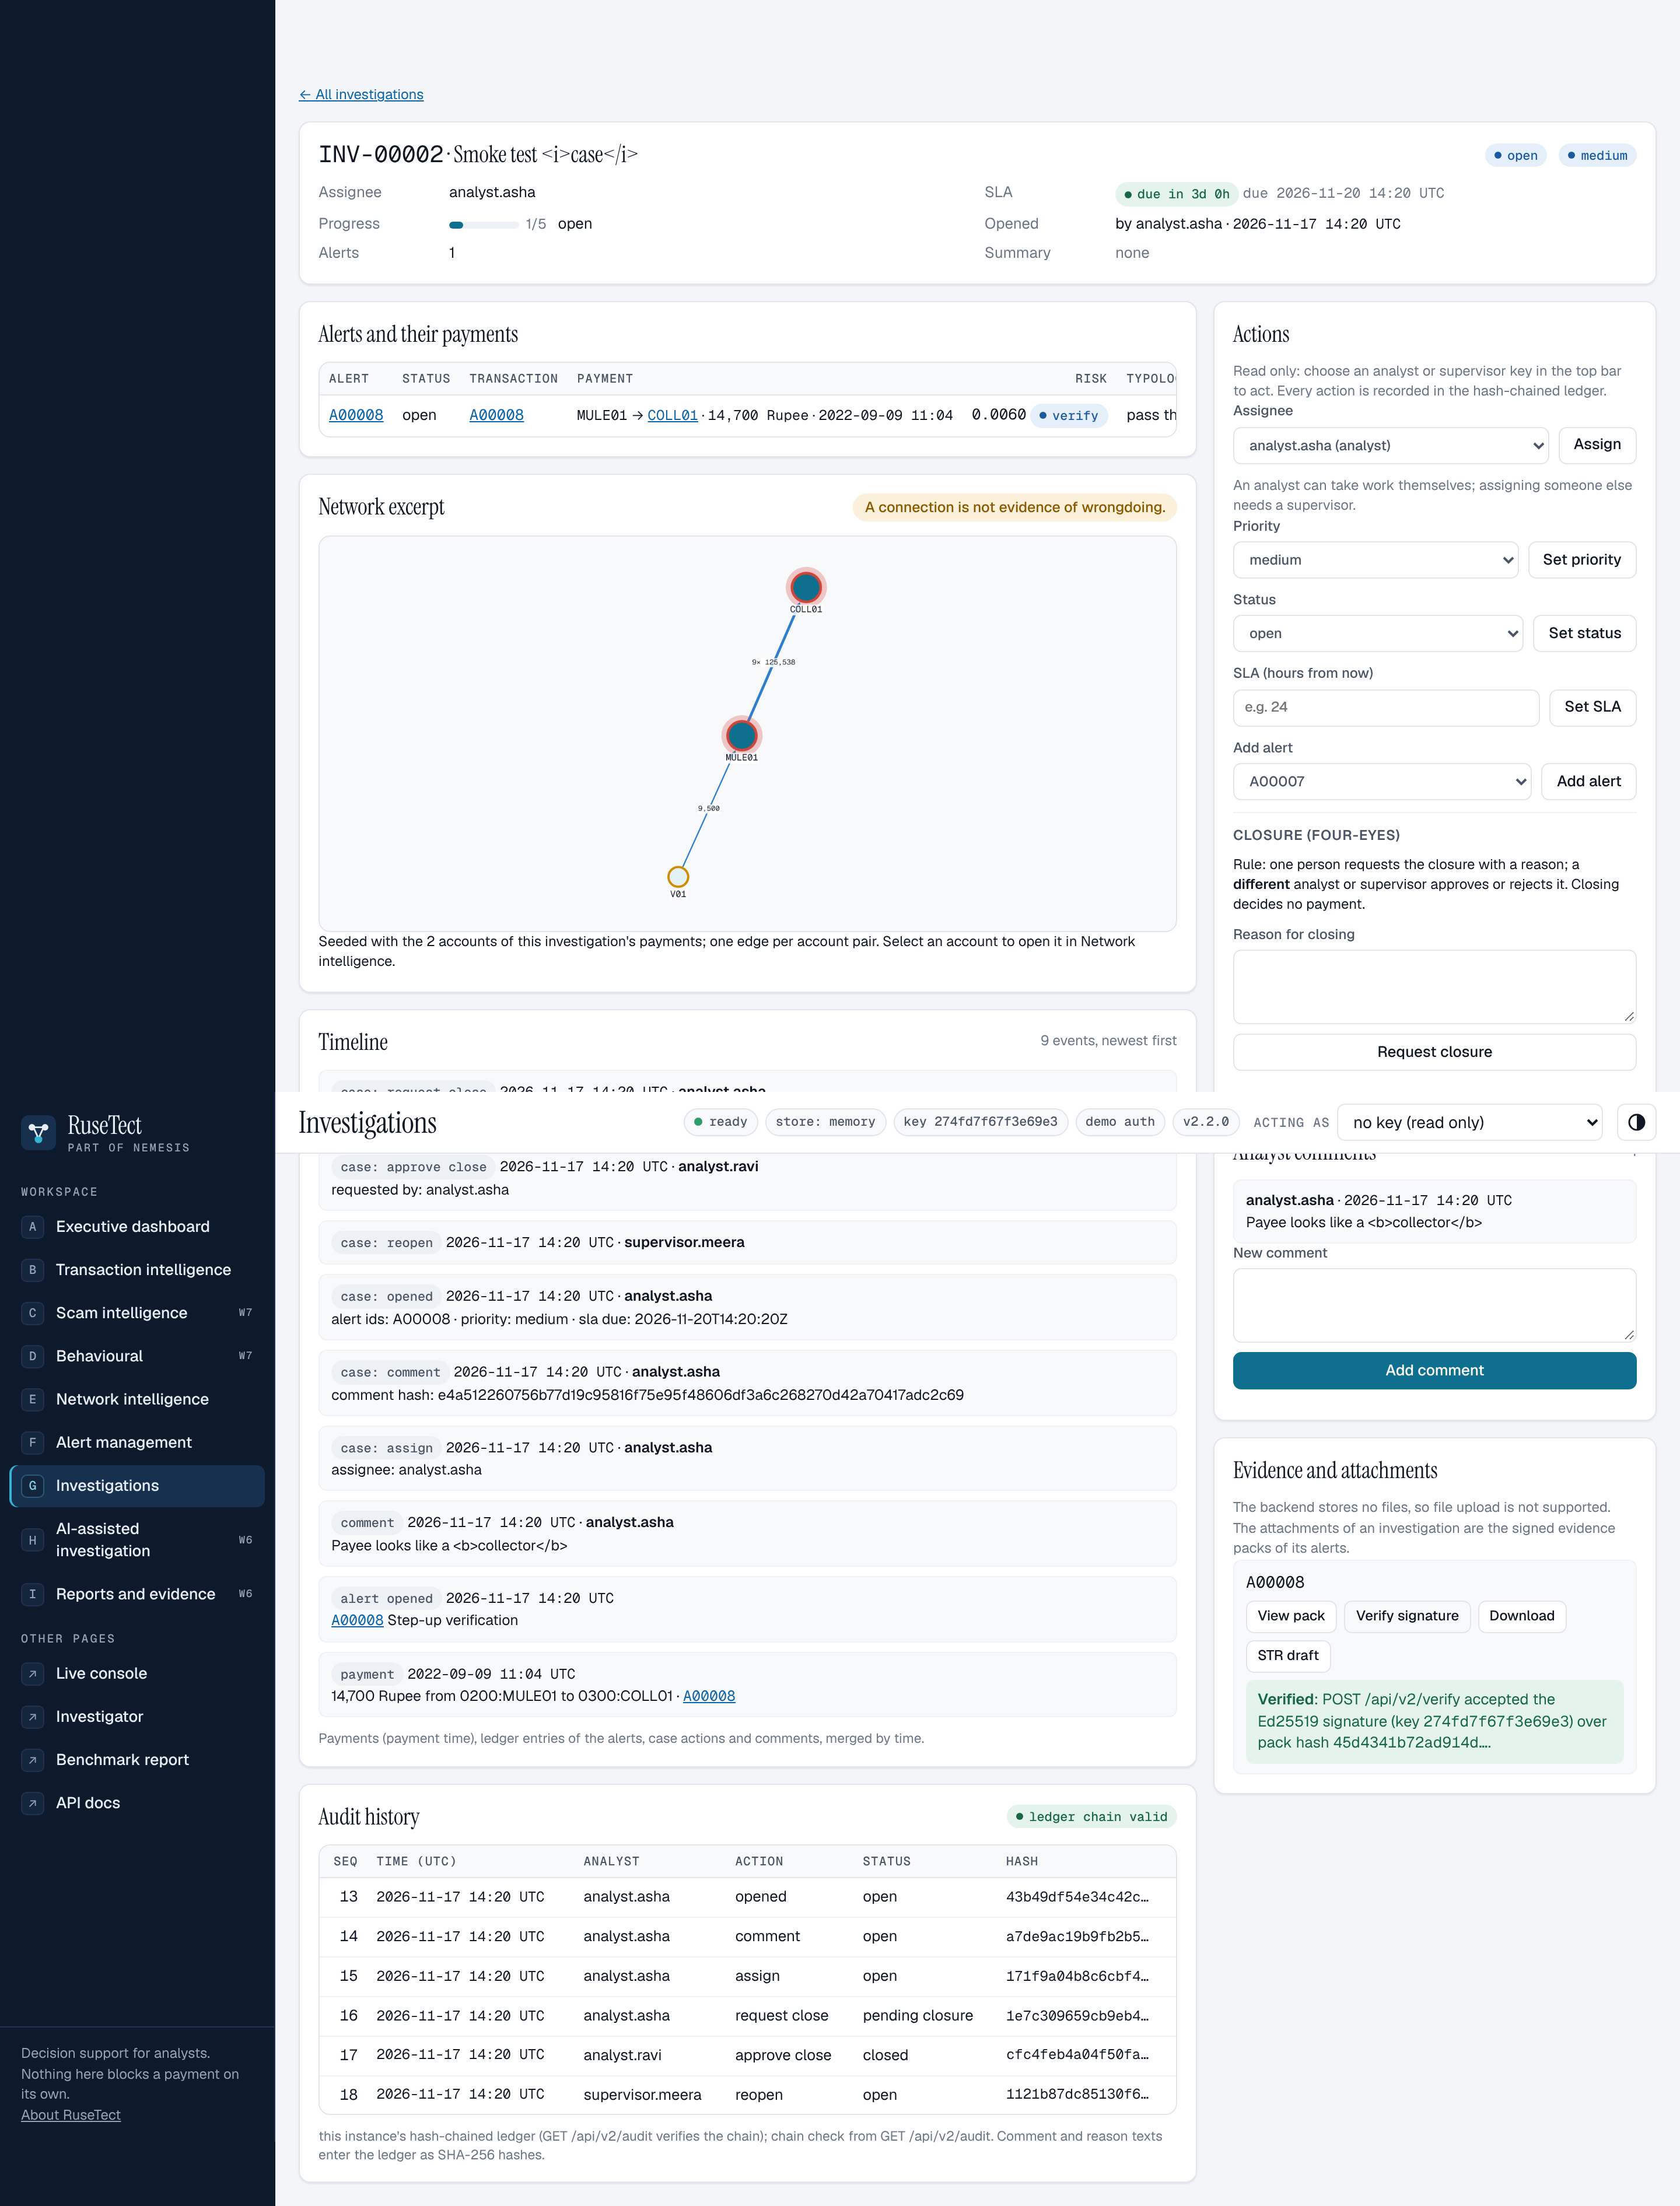 ← All investigations
INV-00002 · Smoke test <i>case</i>
open
medium
Assignee
analyst.asha
SLA
due in 3d 0h
due 2026-11-20 14:20 UTC
Progress
1/5
open
Opened
by analyst.asha · 2026-11-17 14:20 UTC
Alerts
1
Summary
none
Alerts and their payments
ALERT STATUS TRANSACTION PAYMENT RISK
A00008 open A00008 MULE01 → COLL01 · 14,700 Rupee · 2022-09-09 11:04 0.0060 verify pass
Network excerpt
A connection is not evidence of wrongdoing.
COLL01
9× 125,538
MULE01
9,500
V01
Seeded with the 2 accounts of this investigation's payments; one edge per account pair. Select an account to open it in Network
intelligence.
Timeline
9 events, newest first
case: request close 2026-11-17 14:20 UTC · analyst.asha
case: approve close 2026-11-17 14:20 UTC · analyst.ravi
requested by: analyst.asha
case: reopen 2026-11-17 14:20 UTC · supervisor.meera
case: opened 2026-11-17 14:20 UTC · analyst.asha
alert ids: A00008 · priority: medium · sla due: 2026-11-20T14:20:20Z
case: comment 2026-11-17 14:20 UTC · analyst.asha
comment hash: e4a512260756b77d19c95816f75e95f48606df3a6c268270d42a70417adc2c69
case: assign 2026-11-17 14:20 UTC · analyst.asha
assignee: analyst.asha
comment 2026-11-17 14:20 UTC · analyst.asha
Payee looks like a <b>collector</b>
alert opened 2026-11-17 14:20 UTC
A00008 Step-up verification
payment 2022-09-09 11:04 UTC
14,700 Rupee from 0200:MULE01 to 0300:COLL01 · A00008
Payments (payment time), ledger entries of the alerts, case actions and comments, merged by time.
Audit history
ledger chain valid
SEQ TIME (UTC) ANALYST ACTION STATUS HASH
13 2026-11-17 14:20 UTC analyst.asha opened open 43b49df54e34c42c…
14 2026-11-17 14:20 UTC analyst.asha comment open a7de9ac19b9fb2b5…
15 2026-11-17 14:20 UTC analyst.asha assign open 171f9a04b8c6cbf4…
16 2026-11-17 14:20 UTC analyst.asha request close pending closure 1e7c309659cb9eb4…
17 2026-11-17 14:20 UTC analyst.ravi approve close closed cfc4feb4a04f50fa…
18 2026-11-17 14:20 UTC supervisor.meera reopen open 1121b87dc85130f6…
this instance's hash-chained ledger (GET /api/v2/audit verifies the chain); chain check from GET /api/v2/audit. Comment and reason texts
enter the ledger as SHA-256 hashes.
Actions
Read only: choose an analyst or supervisor key in the top bar
to act. Every action is recorded in the hash-chained ledger.
Assignee
analyst.asha (analyst)
Assign
An analyst can take work themselves; assigning someone else
needs a supervisor.
Priority
medium
Set priority
Status
open
Set status
SLA (hours from now)
e.g. 24
Set SLA
Add alert
A00007
Add alert
CLOSURE (FOUR-EYES)
Rule: one person requests the closure with a reason; a
different analyst or supervisor approves or rejects it. Closing
decides no payment.
Reason for closing
Request closure
Analyst comments
analyst.asha · 2026-11-17 14:20 UTC
Payee looks like a <b>collector</b>
New comment
Add comment
Evidence and attachments
The backend stores no files, so file upload is not supported.
The attachments of an investigation are the signed evidence
packs of its alerts.
A00008
View pack
Verify signature
Download
STR draft
Verified: POST /api/v2/verify accepted the
Ed25519 signature (key 274fd7f67f3e69e3) over
pack hash 45d4341b72ad914d….
Investigations
ready
store: memory
key 274fd7f67f3e69e3
demo auth
v2.2.0
ACTING AS
no key (read only)
RuseTect
PART OF NEMESIS
WORKSPACE
A Executive dashboard
B Transaction intelligence
C Scam intelligence W7
D Behavioural W7
E Network intelligence
F Alert management
G Investigations
H AI-assisted
investigation W6
I Reports and evidence W6
OTHER PAGES
↗ Live console
↗ Investigator
↗ Benchmark report
↗ API docs
Decision support for analysts.
Nothing here blocks a payment on
its own.
About RuseTect